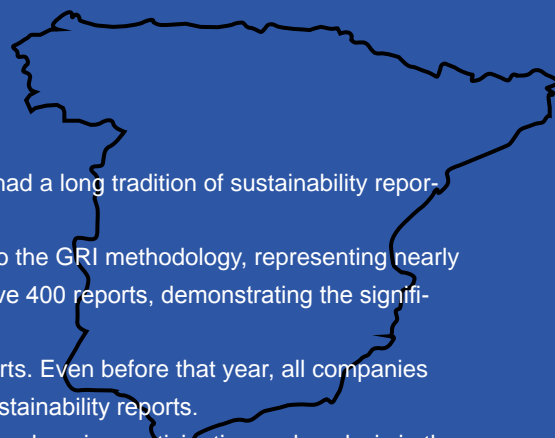 had a long tradition of sustainability repor-
o the GRI methodology, representing nearly
ve 400 reports, demonstrating the signifi-
rts. Even before that year, all companies
stainability reports.